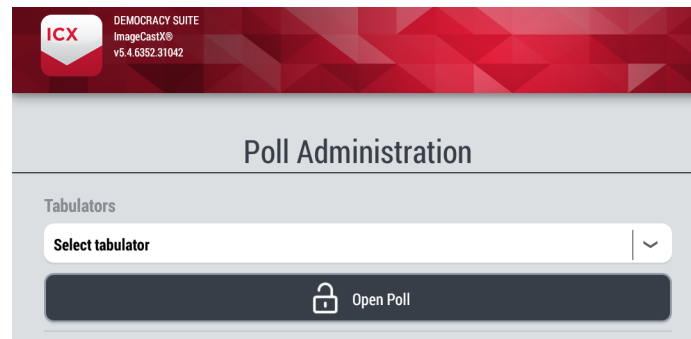 ICX
DEMOCRACY SUITE
ImageCastX®
v5.4.6352.31042
Poll Administration
Tabulators
Select tabulator
Open Poll